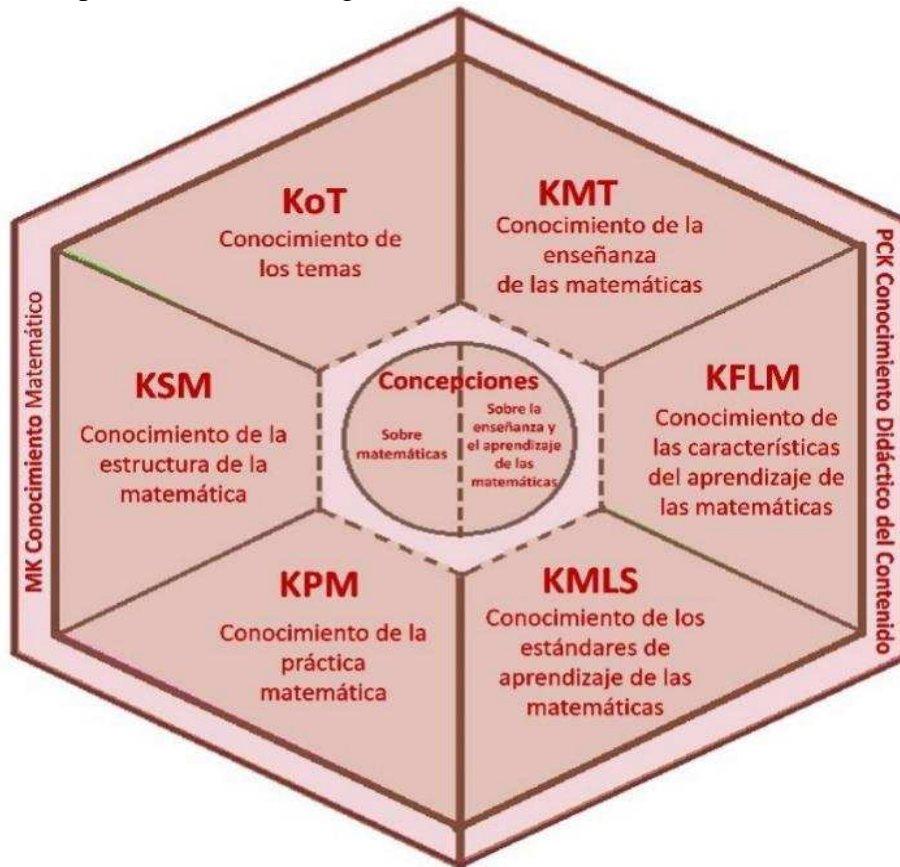 KoT
Conocimiento de
los temas
KMT
Conocimiento de la
enseñanza
de las matemáticas
MK Conocimiento Matemático
KSM
Conocimiento de la
estructura de la
matemática
Concepciones
Sobre
matemáticas
Sobre la
enseñanza y
el aprendizaje
de las
matemáticas
KFLM
Conocimiento de
las características
del aprendizaje de
las matemáticas
PCK Conocimiento Didáctico del Contenido
KPM
Conocimiento de la
práctica
matemática
KMLS
Conocimiento de los
estándares de
aprendizaje de las
matemáticas